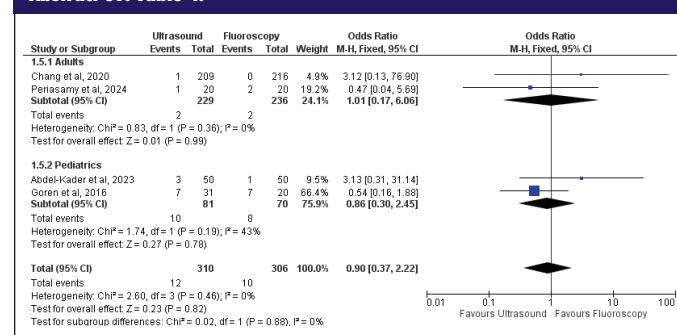 Ultrasound Fluoroscopy Odds Ratio Odds Ratio
Study or Subgroup Events Total Events Total Weight M-H, Fixed, 95% CI M-H, Fixed, 95% CI
1.5.1 Adults
Chang et al, 2020 1 209 0 216 4.9% 3.12 [0.13, 76.90]
Periasamy et al, 2024 1 20 2 20 19.2% 0.47 [0.04, 5.69]
Subtotal (95% CI) 229 236 24.1% 1.01 [0.17, 6.06]
Total events 2 2
Heterogeneity: Chi² = 0.83, df = 1 (P = 0.36); I² = 0%
Test for overall effect: Z = 0.01 (P = 0.99)
1.5.2 Pediatrics
Abdel-Kader et al, 2023 3 50 1 50 9.5% 3.13 [0.31, 31.14]
Goren et al, 2016 7 31 7 20 66.4% 0.54 [0.16, 1.88]
Subtotal (95% CI) 81 70 75.9% 0.86 [0.30, 2.45]
Total events 10 8
Heterogeneity: Chi² = 1.74, df = 1 (P = 0.19); I² = 43%
Test for overall effect: Z = 0.27 (P = 0.78)
Total (95% CI) 310 306 100.0% 0.90 [0.37, 2.22]
Total events 12 10
Heterogeneity: Chi² = 2.60, df = 3 (P = 0.46); I² = 0%
Test for overall effect: Z = 0.23 (P = 0.82)
Test for subgroup differences: Chi² = 0.02, df = 1 (P = 0.88), I² = 0%
0.01 0.1 1 10 100
Favours Ultrasound Favours Fluoroscopy